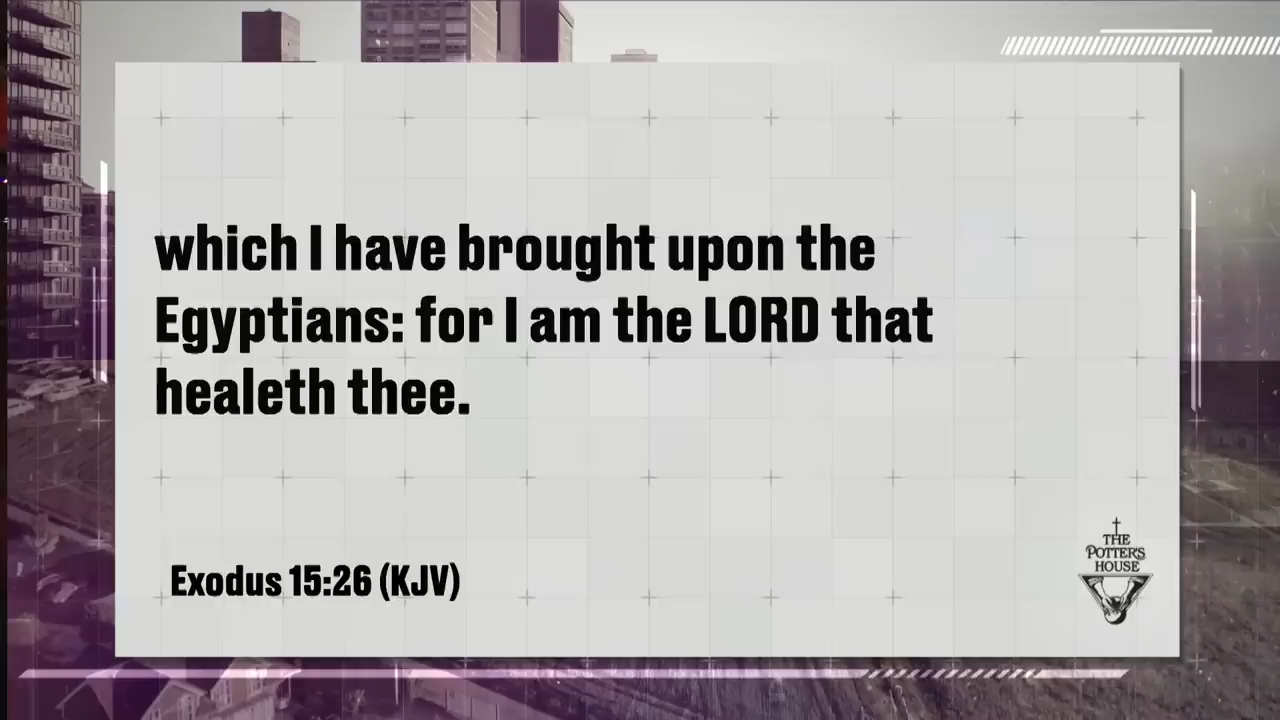 which I have brought upon the
Egyptians: for I am the LORD that
healeth thee.
Exodus 15:26 (KJV)
THE
POTTER'S
HOUSE